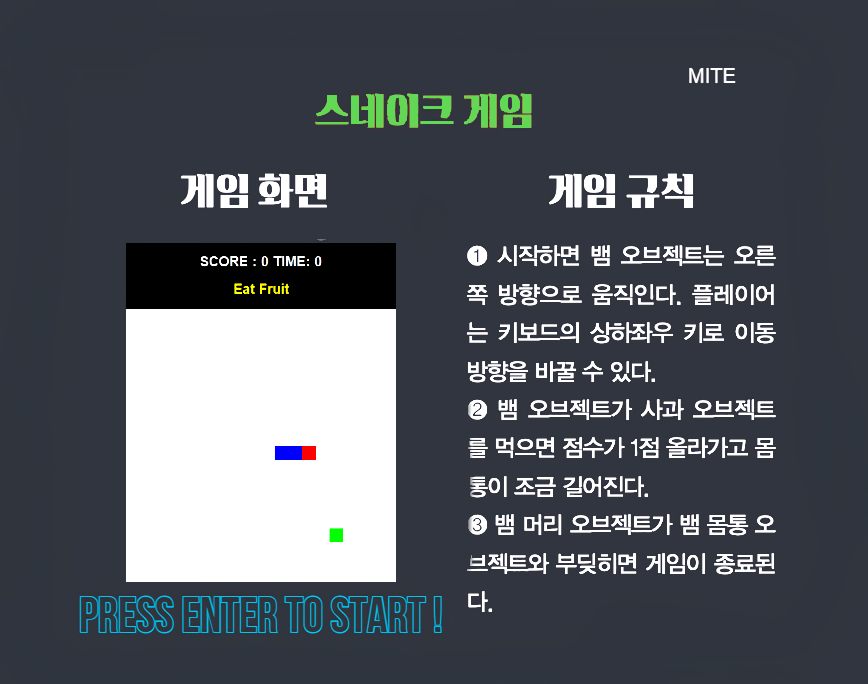 MITE
스네이크 게임
게임 화면
SCORE : 0 TIME: 0
Eat Fruit
PRESS ENTER TO START !
게임 규칙
❶ 시작하면 뱀 오브젝트는 오른
쪽 방향으로 움직인다. 플레이어
는 키보드의 상하좌우 키로 이동
방향을 바꿀 수 있다.
❷ 뱀 오브젝트가 사과 오브젝트
를 먹으면 점수가 1점 올라가고 몸
통이 조금 길어진다.
❸ 뱀 머리 오브젝트가 뱀 몸통 오
브젝트와 부딪히면 게임이 종료된
다.